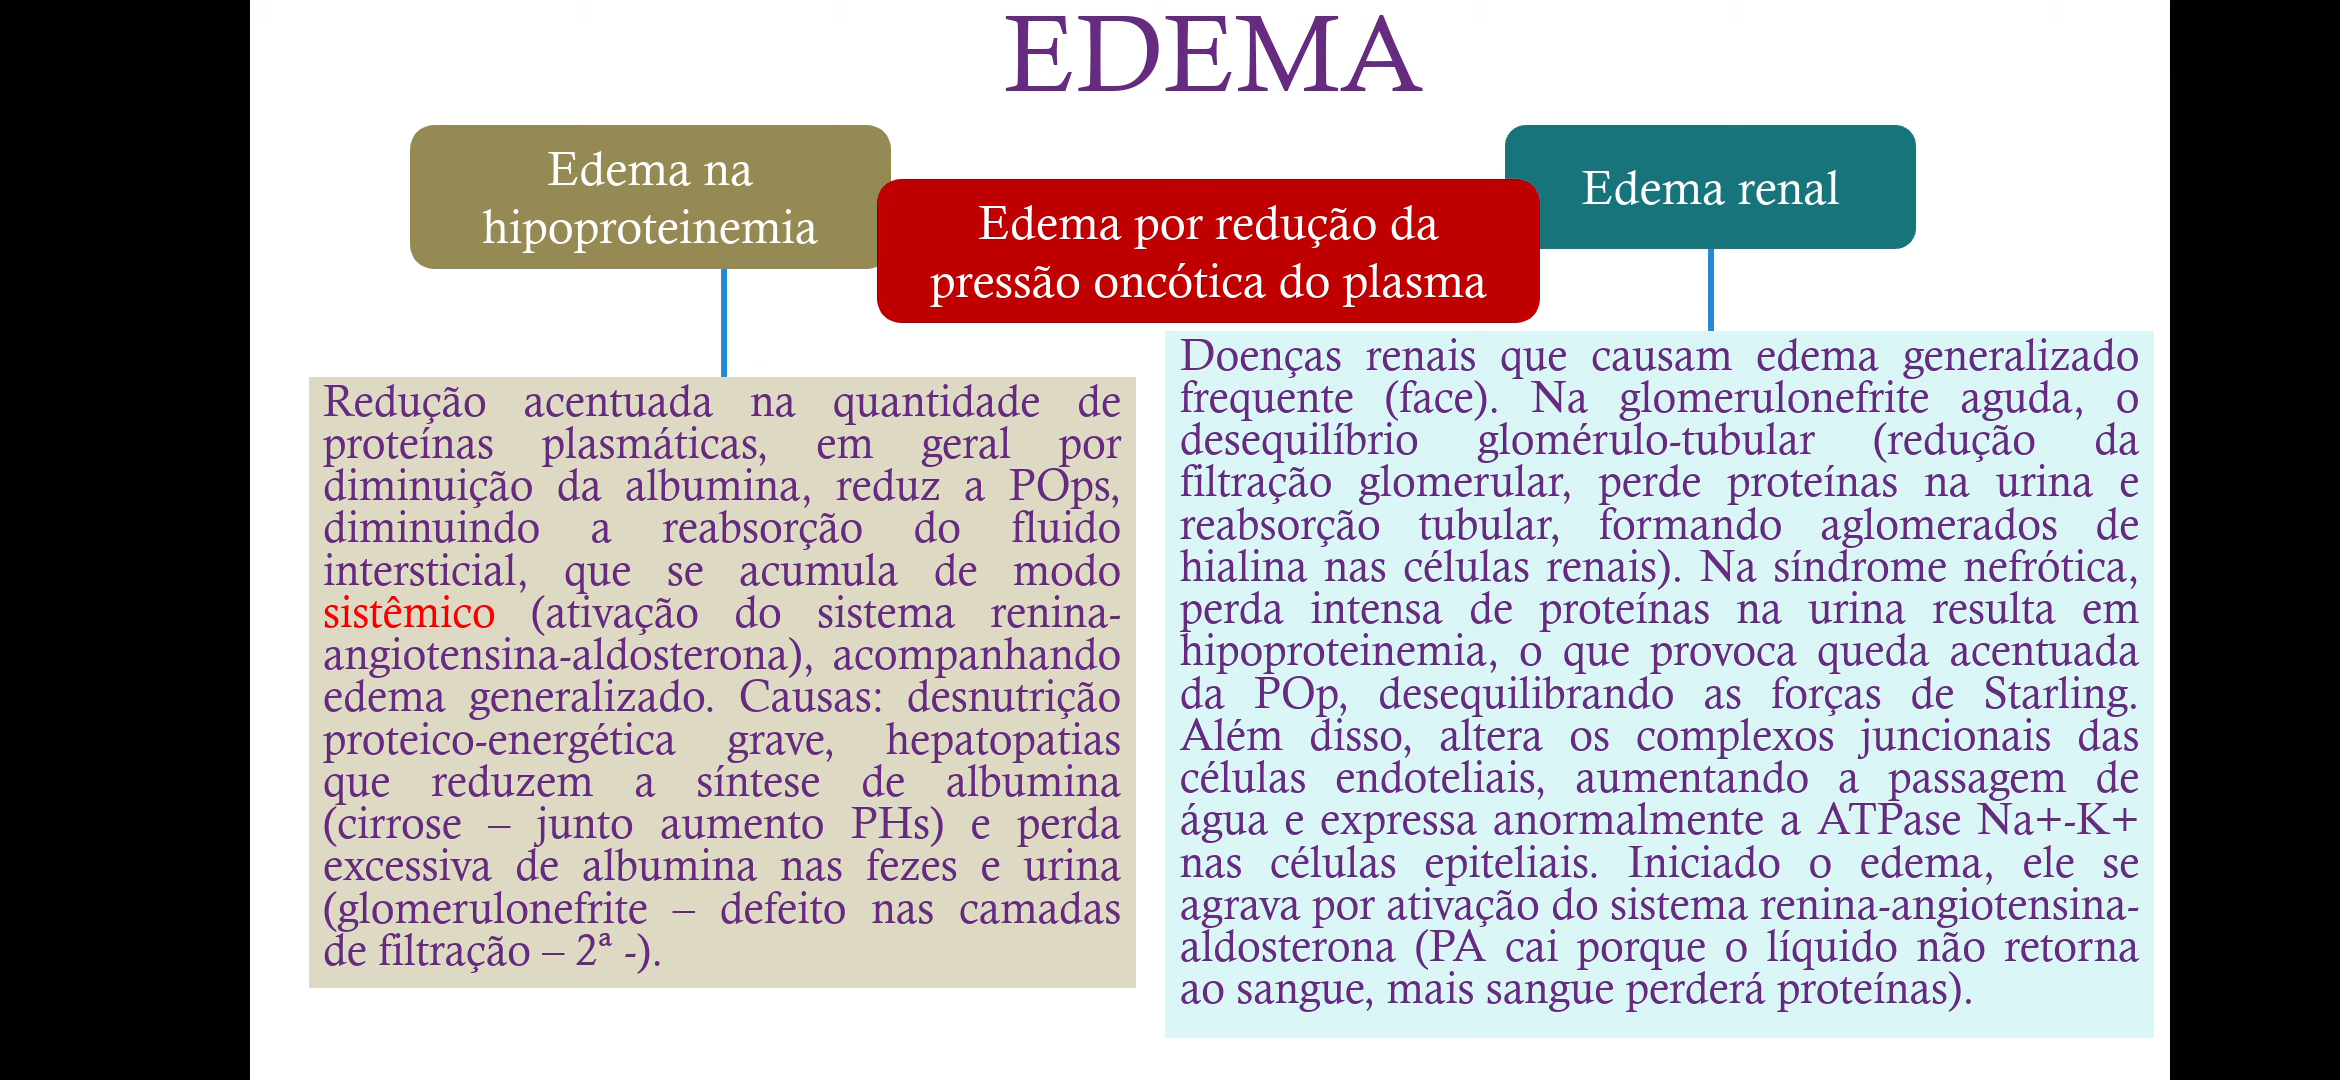 EDEMA
Edema na
hipoproteinemia
Edema por redução da
pressão oncótica do plasma
Edema renal
Redução acentuada na quantidade de
proteínas plasmáticas, em geral por
diminuição da albumina, reduz a POps,
diminuindo a reabsorção do fluido
intersticial, que se acumula de modo
sistêmico (ativação do sistema renina-
angiotensina-aldosterona), acompanhando
edema generalizado. Causas: desnutrição
proteico-energética grave, hepatopatias
que reduzem a síntese de albumina
(cirrose – junto aumento PHs) e perda
excessiva de albumina nas fezes e urina
(glomerulonefrite – defeito nas camadas
de filtração – 2ª -).
Doenças renais que causam edema generalizado
frequente (face). Na glomerulonefrite aguda, o
desequilíbrio glomérulo-tubular (redução da
filtração glomerular, perde proteínas na urina e
reabsorção tubular, formando aglomerados de
hialina nas células renais). Na síndrome nefrótica,
perda intensa de proteínas na urina resulta em
hipoproteinemia, o que provoca queda acentuada
da POp, desequilibrando as forças de Starling.
Além disso, altera os complexos juncionais das
células endoteliais, aumentando a passagem de
água e expressa anormalmente a ATPase Na+-K+
nas células epiteliais. Iniciado o edema, ele se
agrava por ativação do sistema renina-angiotensina-
aldosterona (PA cai porque o líquido não retorna
ao sangue, mais sangue perderá proteínas).